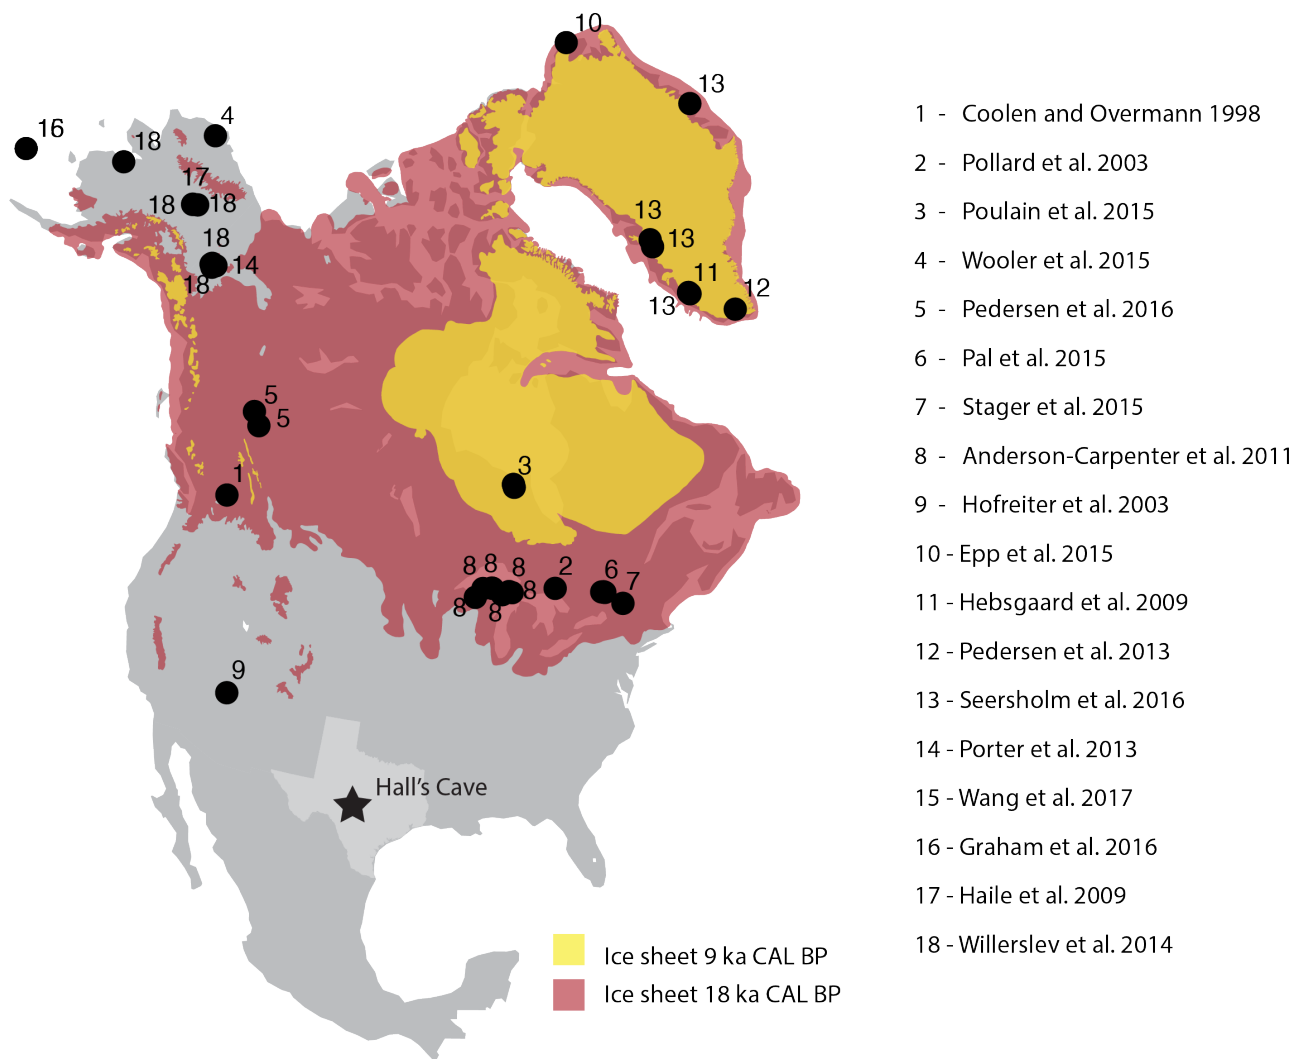 10
13
16
18
4
17
18
18
13
13
18
14
18
11
13
12
5
5
3
1
8
8
8
2
6
7
8
8
8
9
Hall's Cave
Ice sheet 9 ka CAL BP
Ice sheet 18 ka CAL BP
1 - Coolen and Overmann 1998
2 - Pollard et al. 2003
3 - Poulain et al. 2015
4 - Wooler et al. 2015
5 - Pedersen et al. 2016
6 - Pal et al. 2015
7 - Stager et al. 2015
8 - Anderson-Carpenter et al. 2011
9 - Hofreiter et al. 2003
10 - Epp et al. 2015
11 - Hebsgaard et al. 2009
12 - Pedersen et al. 2013
13 - Seersholm et al. 2016
14 - Porter et al. 2013
15 - Wang et al. 2017
16 - Graham et al. 2016
17 - Haile et al. 2009
18 - Willerslev et al. 2014